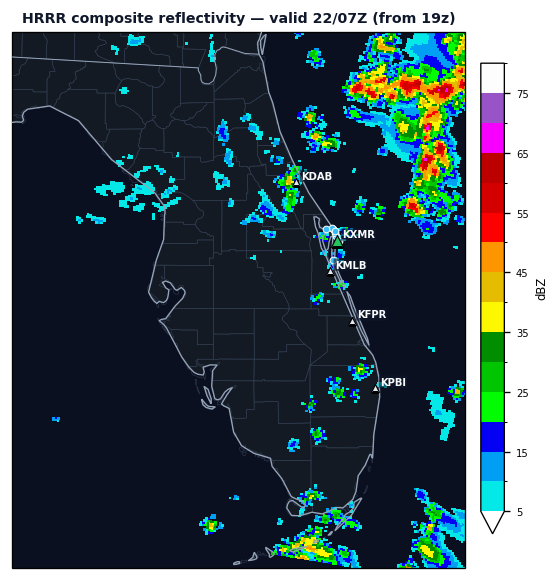 HRRR composite reflectivity — valid 22/07Z (from 19z)
75
65
55
45
35
25
15
5
dBZ
KDAB
KXMR
KMLB
KFPR
KPBI